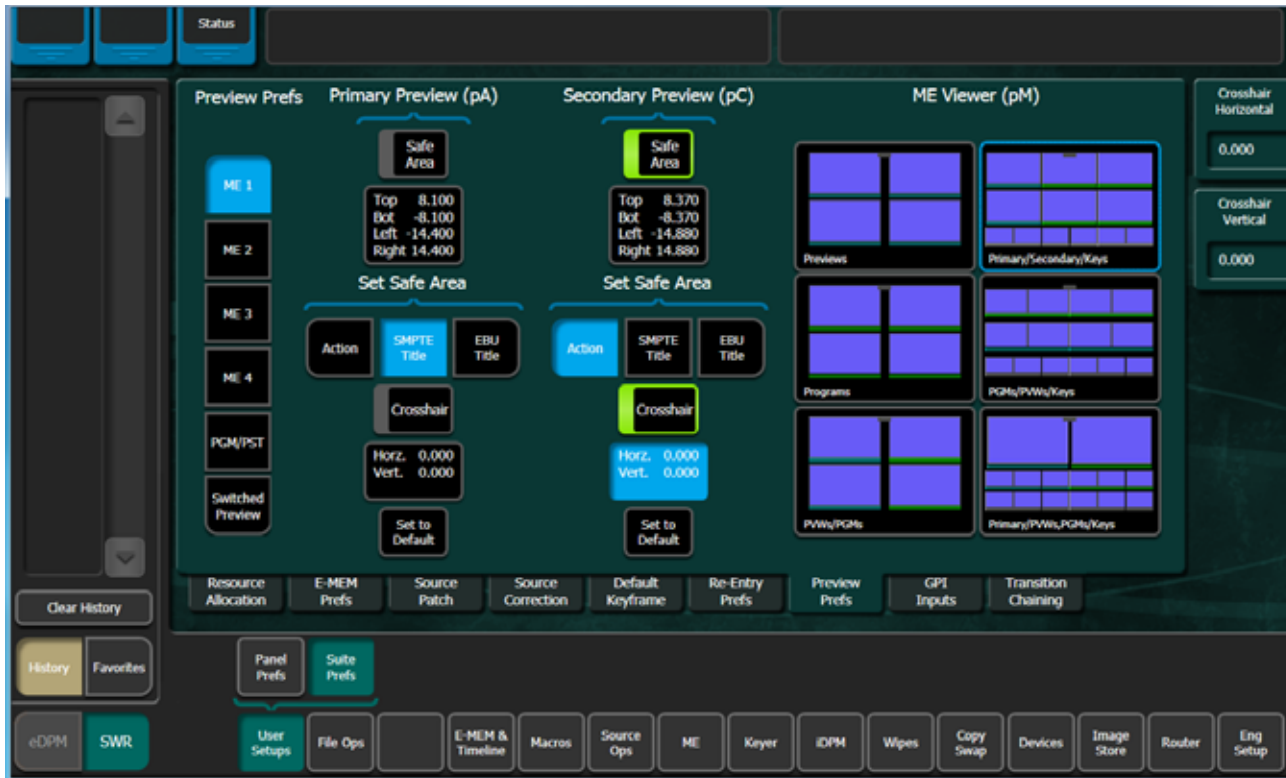 Status
Preview Prefs
Primary Preview (pA)
Secondary Preview (pC)
ME Viewer (pM)
Crosshair
Horizontal
0.000
Crosshair
Vertical
0.000
ME 1
ME 2
ME 3
ME 4
PGM/PST
Switched
Preview
Safe
Area
Top 8.100
Bot -8.100
Left -14.400
Right 14.400
Set Safe Area
Action
SMPTE
Title
EBU
Title
Crosshair
Horz. 0.000
Vert. 0.000
Set to
Default
Safe
Area
Top 8.370
Bot -8.370
Left -14.880
Right 14.880
Set Safe Area
Action
SMPTE
Title
EBU
Title
Crosshair
Horz. 0.000
Vert. 0.000
Set to
Default
Previews
Primary/Secondary/Keys
Programs
PGMs/PVWs/Keys
PVWs/PGMs
Primary/PVWs,PGMs/Keys
Resource
Allocation
E-MEM
Prefs
Source
Patch
Source
Correction
Default
Keyframe
Re-Entry
Prefs
Preview
Prefs
GPI
Inputs
Transition
Chaining
Clear History
History
Favorites
Panel
Prefs
Suite
Prefs
eDPM
SWR
User
Setups
File Ops
E-MEM &
Timeline
Macros
Source
Ops
ME
Keyer
iDPM
Wipes
Copy
Swap
Devices
Image
Store
Router
Eng
Setup